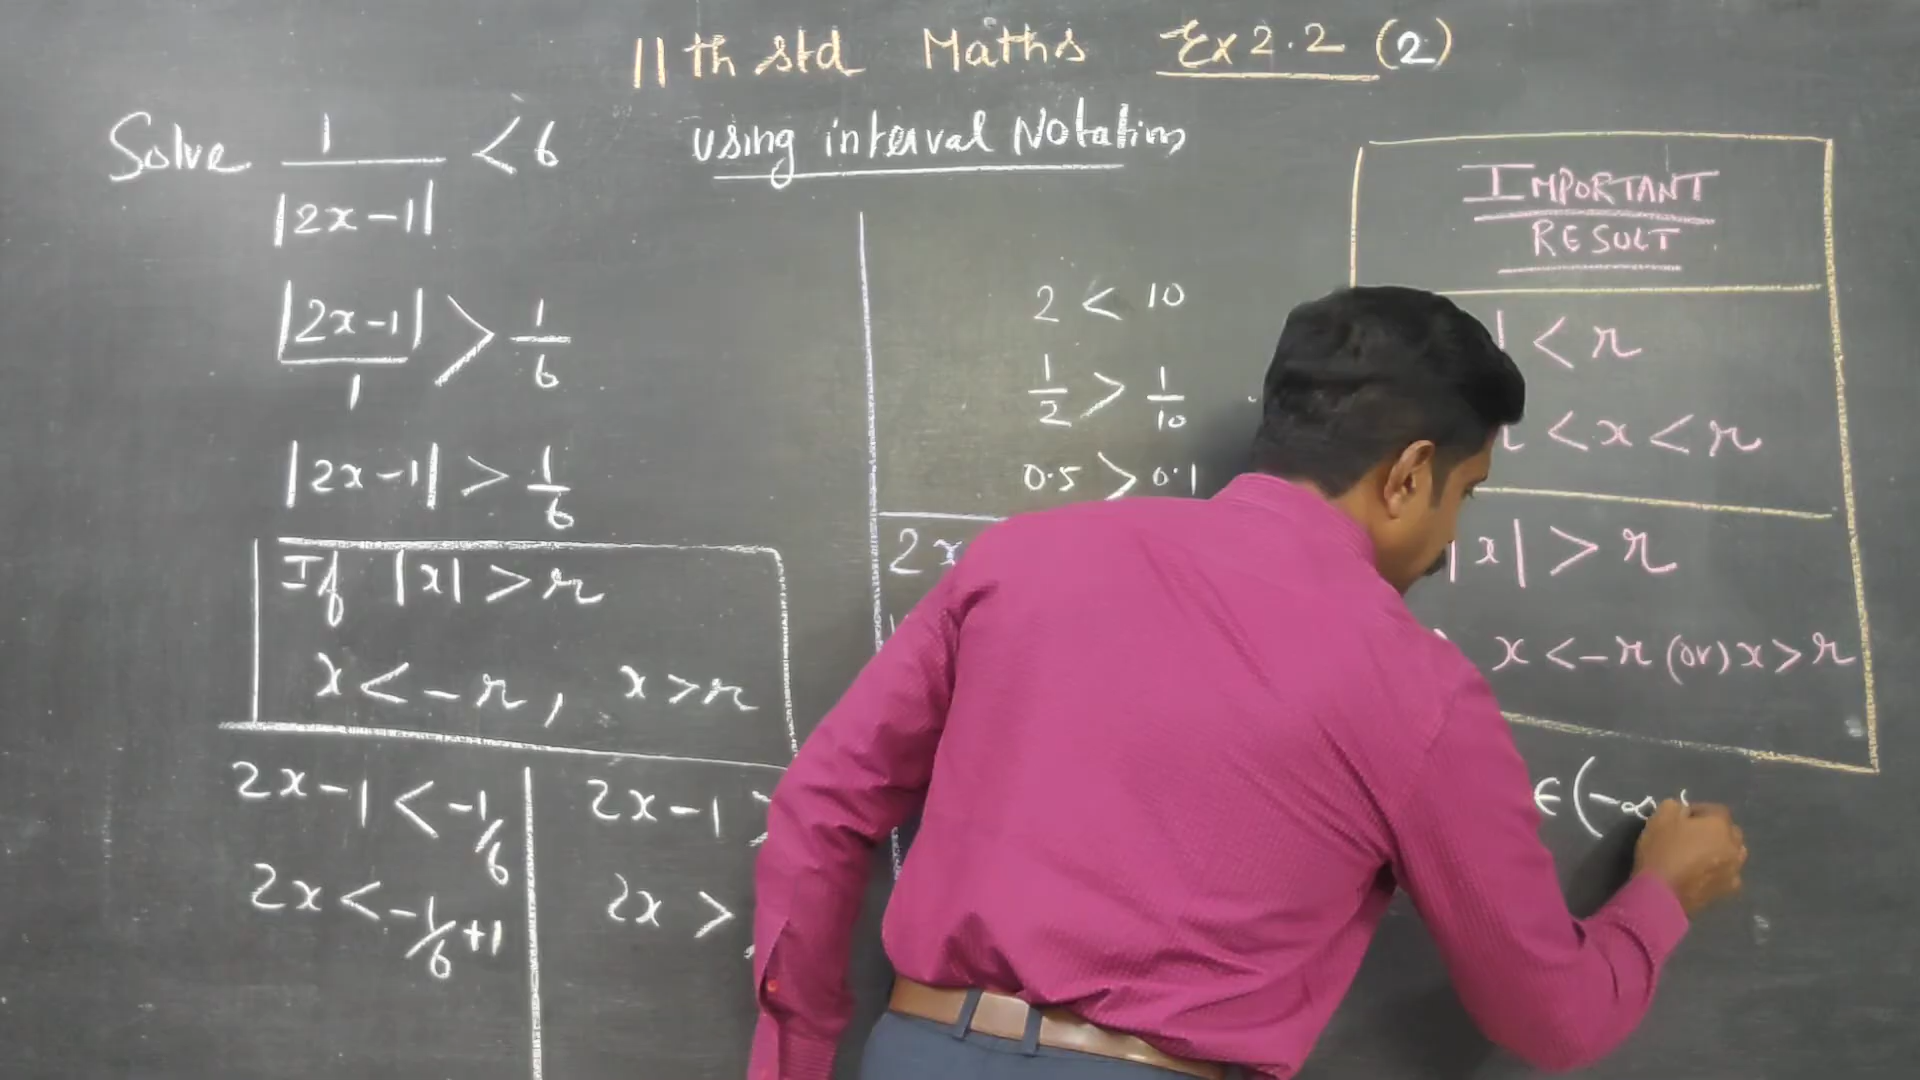 11th std Maths Ex 2.2 (2)
Solve 1/|2x-1| < 6 using interval Notation
|2x-1|/1 > 1/6
|2x-1| > 1/6
If |x| > r
x < -r, x > r
2x-1 < -1/6
2x < -1/6 +1
2x-1 >
2x >
2 < 10
1/2 > 1/10
0.5 > 0.1
2x
IMPORTANT
RESULT
| < r
< x < r
|x| > r
x < -r (or) x > r
∈ (-∞